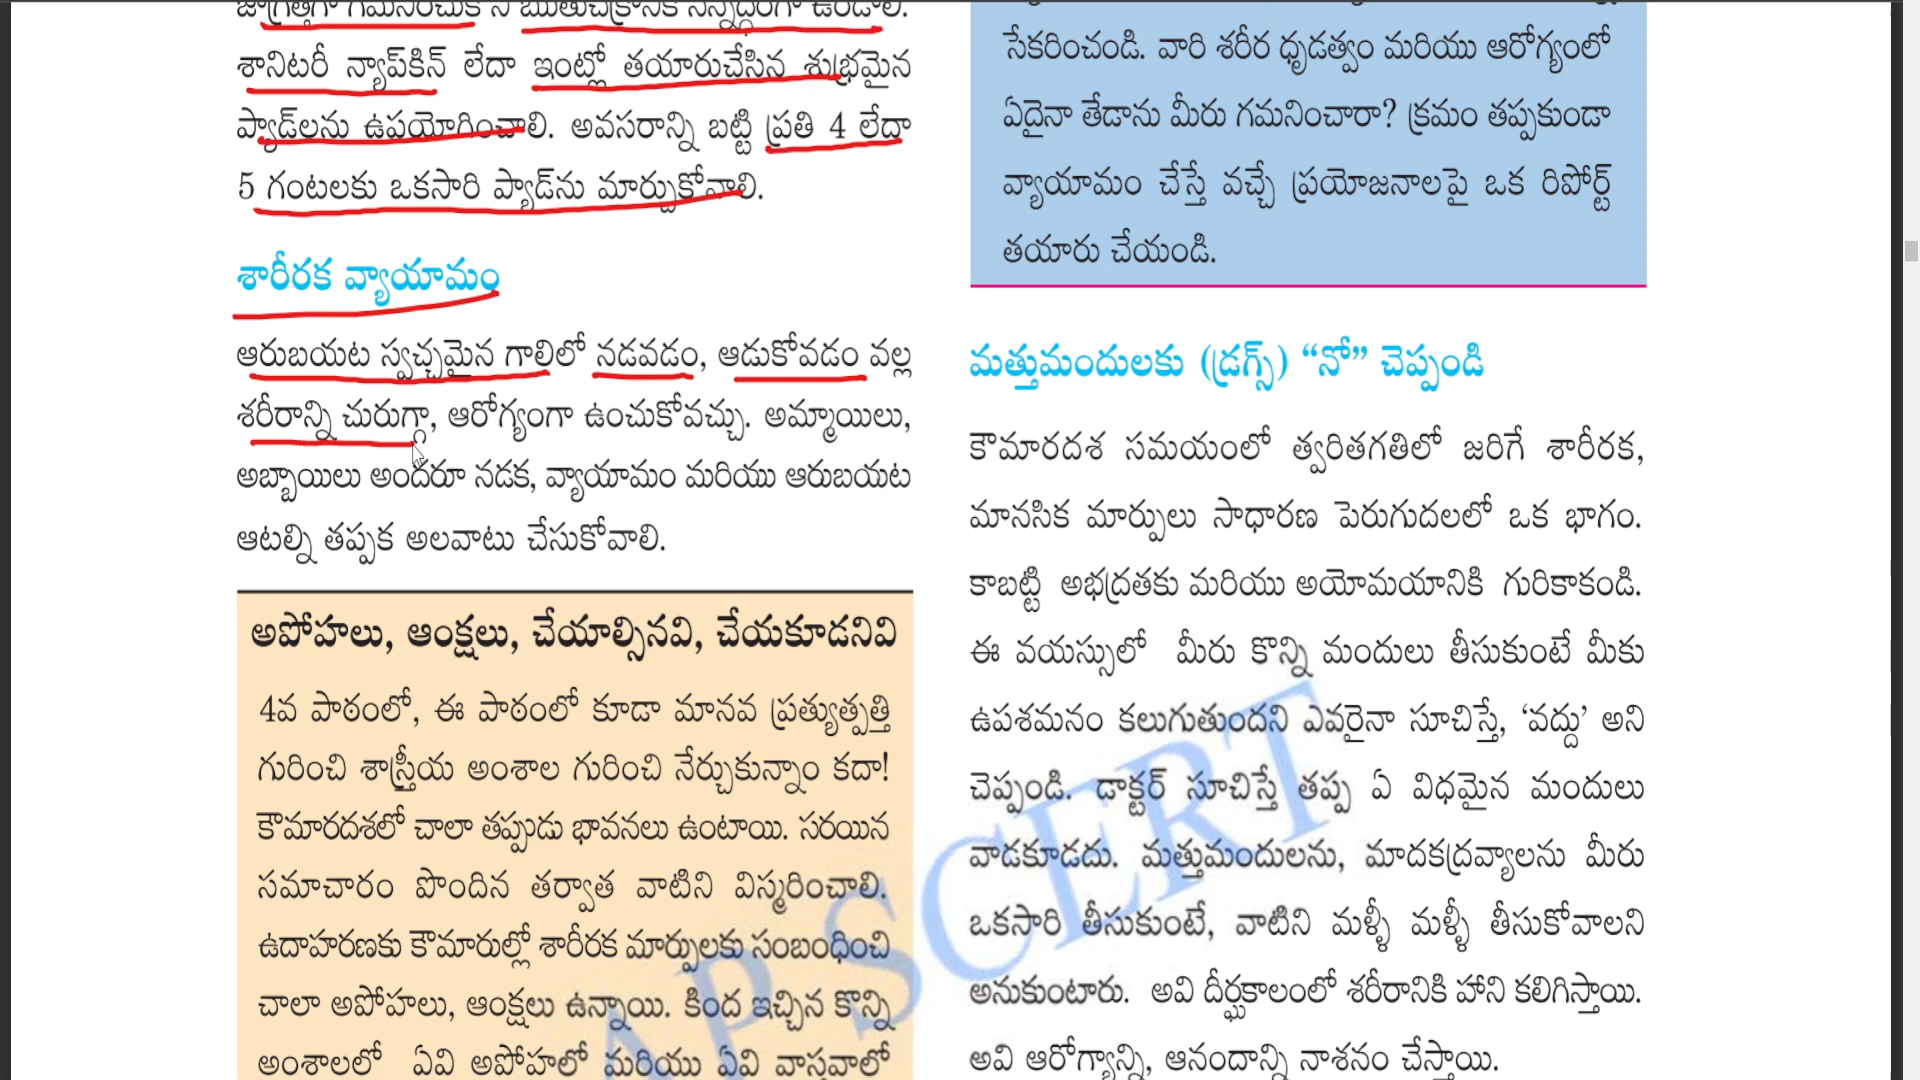 శానిటరీ న్యాప్‌కిన్ లేదా ఇంట్లో తయారుచేసిన శుభ్రమైన
ప్యాడ్‌లను ఉపయోగించాలి. అవసరాన్ని బట్టి ప్రతి 4 లేదా
5 గంటలకు ఒకసారి ప్యాడ్‌ను మార్చుకోవాలి.
శారీరక వ్యాయామం
ఆరుబయట స్వచ్ఛమైన గాలిలో నడవడం, ఆడుకోవడం వల్ల
శరీరాన్ని చురుగ్గా, ఆరోగ్యంగా ఉంచుకోవచ్చు. అమ్మాయిలు,
అబ్బాయిలు అందరూ నడక, వ్యాయామం మరియు ఆరుబయట
ఆటల్ని తప్పక అలవాటు చేసుకోవాలి.
అపోహలు, ఆంక్షలు, చేయాల్సినవి, చేయకూడనివి
4వ పాఠంలో, ఈ పాఠంలో కూడా మానవ ప్రత్యుత్పత్తి
గురించి శాస్త్రీయ అంశాల గురించి నేర్చుకున్నాం కదా!
కౌమారదశలో చాలా తప్పుడు భావనలు ఉంటాయి. సరయిన
సమాచారం పొందిన తర్వాత వాటిని విస్మరించాలి.
ఉదాహరణకు కౌమారుల్లో శారీరక మార్పులకు సంబంధించి
చాలా అపోహలు, ఆంక్షలు ఉన్నాయి. కింద ఇచ్చిన కొన్ని
అంశాలలో ఏవి అపోహలో మరియు ఏవి వాస్తవాలో
సేకరించండి. వారి శరీర ధృడత్వం మరియు ఆరోగ్యంలో
ఏదైనా తేడాను మీరు గమనించారా? క్రమం తప్పకుండా
వ్యాయామం చేస్తే వచ్చే ప్రయోజనాలపై ఒక రిపోర్ట్
తయారు చేయండి.
మత్తుమందులకు (డ్రగ్స్) “నో” చెప్పండి
కౌమారదశ సమయంలో త్వరితగతిలో జరిగే శారీరక,
మానసిక మార్పులు సాధారణ పెరుగుదలలో ఒక భాగం.
కాబట్టి అభద్రతకు మరియు అయోమయానికి గురికాకండి.
ఈ వయస్సులో మీరు కొన్ని మందులు తీసుకుంటే మీకు
ఉపశమనం కలుగుతుందని ఎవరైనా సూచిస్తే, ‘వద్దు’ అని
చెప్పండి. డాక్టర్ సూచిస్తే తప్ప ఏ విధమైన మందులు
వాడకూడదు. మత్తుమందులను, మాదకద్రవ్యాలను మీరు
ఒకసారి తీసుకుంటే, వాటిని మళ్ళీ మళ్ళీ తీసుకోవాలని
అనుకుంటారు. అవి దీర్ఘకాలంలో శరీరానికి హాని కలిగిస్తాయి.
అవి ఆరోగ్యాన్ని, ఆనందాన్ని నాశనం చేస్తాయి.
AP SCERT